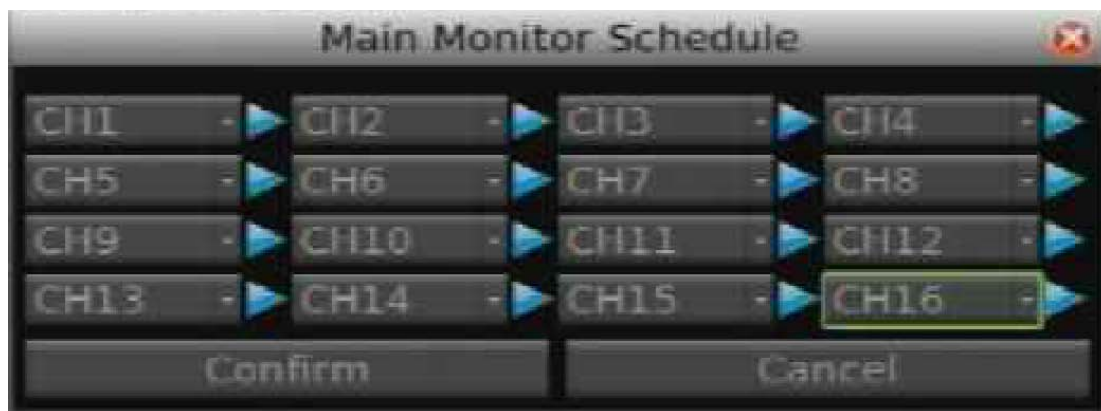 Main Monitor Schedule
CH1 - CH2 - CH3 - CH4 -
CH5 - CH6 - CH7 - CH8 -
CH9 - CH10 - CH11 - CH12 -
CH13 - CH14 - CH15 - CH16 -
Confirm Cancel